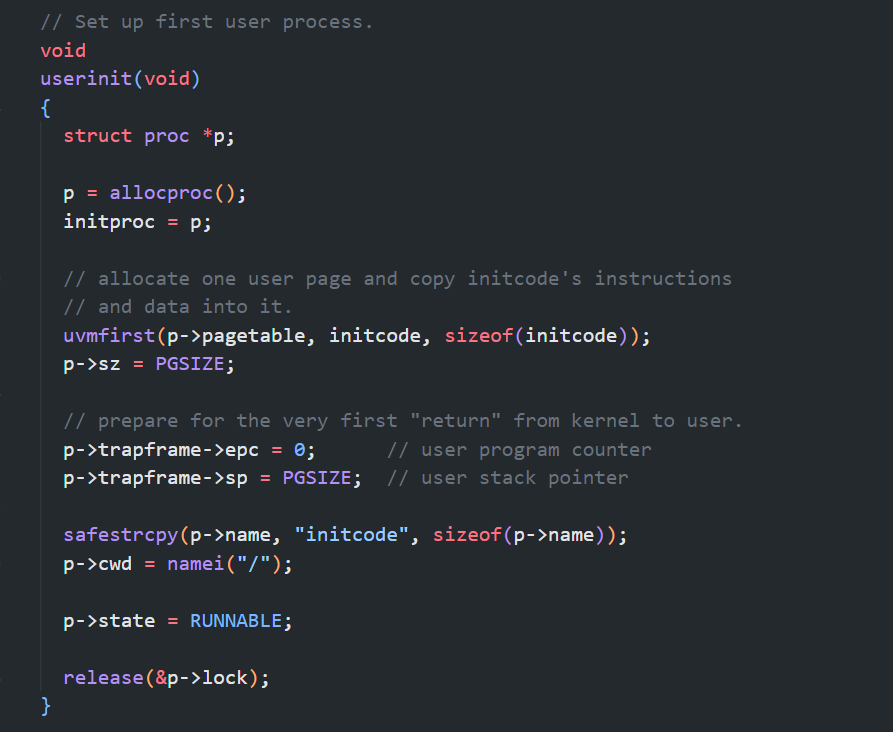 // Set up first user process.
void
userinit(void)
{
  struct proc *p;

  p = allocproc();
  initproc = p;

  // allocate one user page and copy initcode's instructions
  // and data into it.
  uvmfirst(p->pagetable, initcode, sizeof(initcode));
  p->sz = PGSIZE;

  // prepare for the very first "return" from kernel to user.
  p->trapframe->epc = 0;      // user program counter
  p->trapframe->sp = PGSIZE;  // user stack pointer

  safestrcpy(p->name, "initcode", sizeof(p->name));
  p->cwd = namei("/");

  p->state = RUNNABLE;

  release(&p->lock);
}